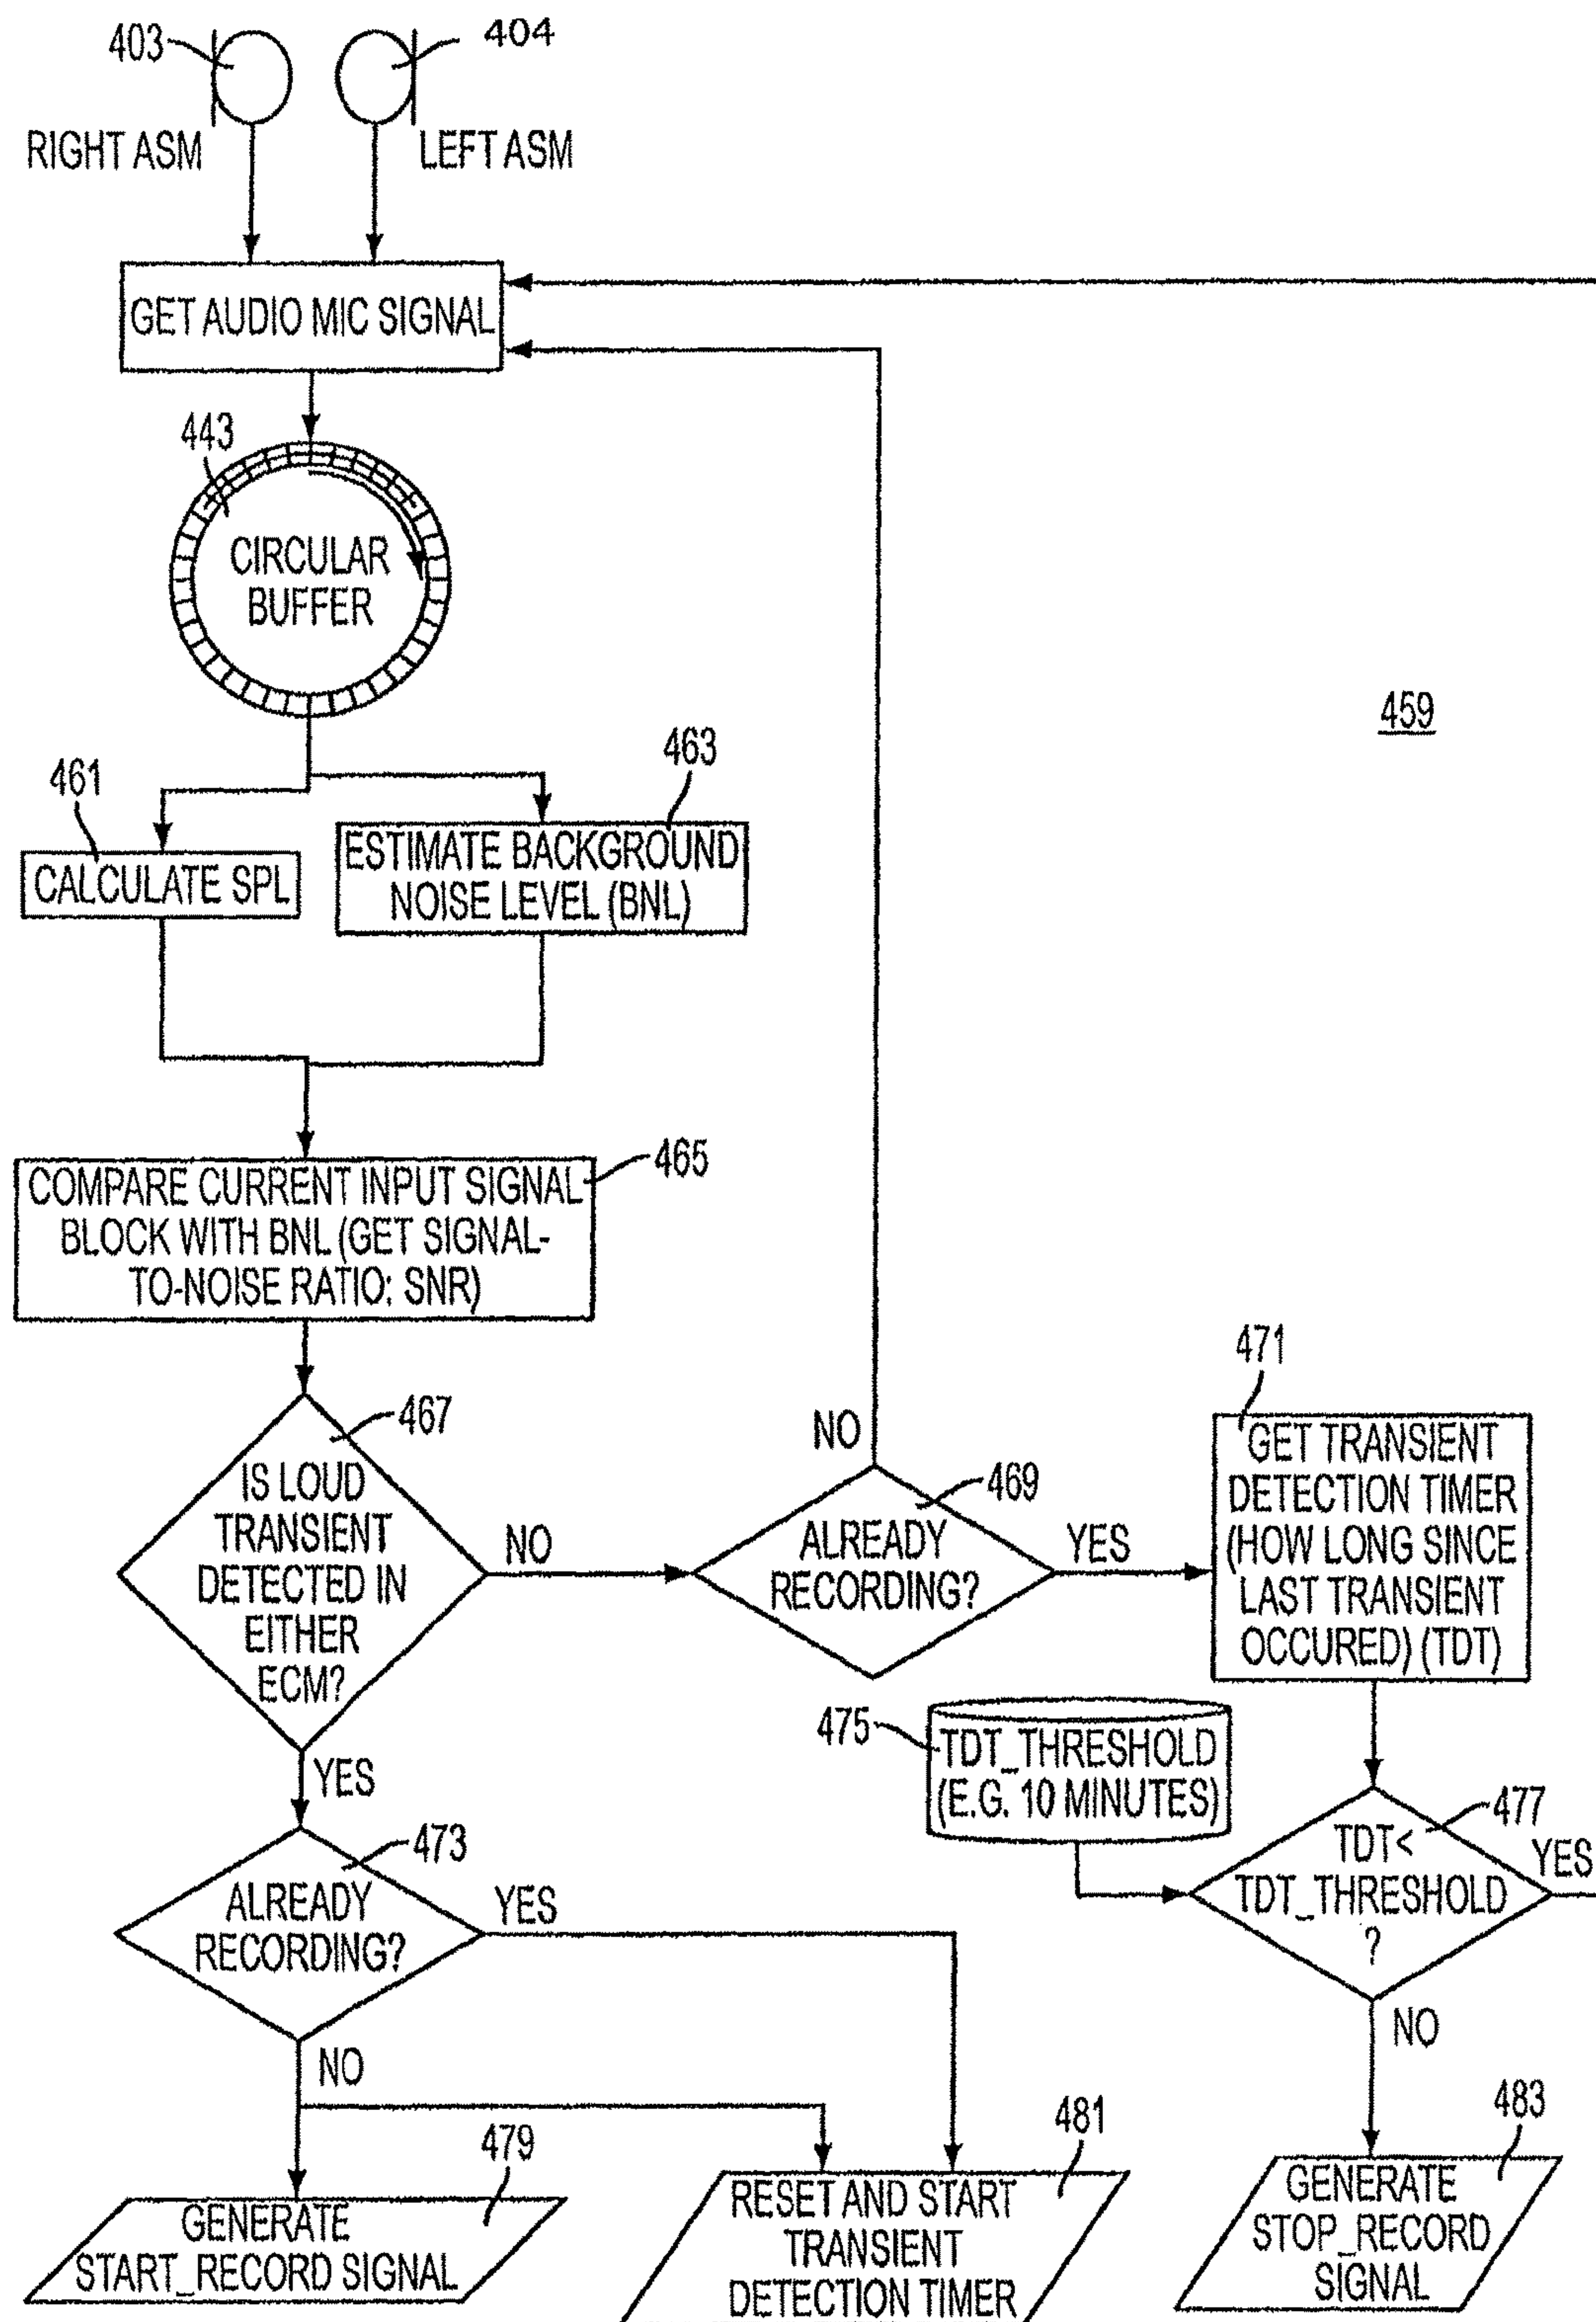 403
404
RIGHT ASM
LEFT ASM
GET AUDIO MIC SIGNAL
443
CIRCULAR
BUFFER
459
461
463
CALCULATE SPL
ESTIMATE BACKGROUND
NOISE LEVEL (BNL)
465
COMPARE CURRENT INPUT SIGNAL
BLOCK WITH BNL (GET SIGNAL-
TO-NOISE RATIO: SNR)
467
IS LOUD
TRANSIENT
DETECTED IN
EITHER
ECM?
NO
YES
NO
469
ALREADY
RECORDING?
YES
471
GET TRANSIENT
DETECTION TIMER
(HOW LONG SINCE
LAST TRANSIENT
OCCURED) (TDT)
475
TDT_THRESHOLD
(E.G. 10 MINUTES)
477
TDT<
TDT_THRESHOLD
?
YES
NO
473
ALREADY
RECORDING?
YES
NO
479
GENERATE
START_RECORD SIGNAL
481
RESET AND START
TRANSIENT
DETECTION TIMER
483
GENERATE
STOP_RECORD
SIGNAL